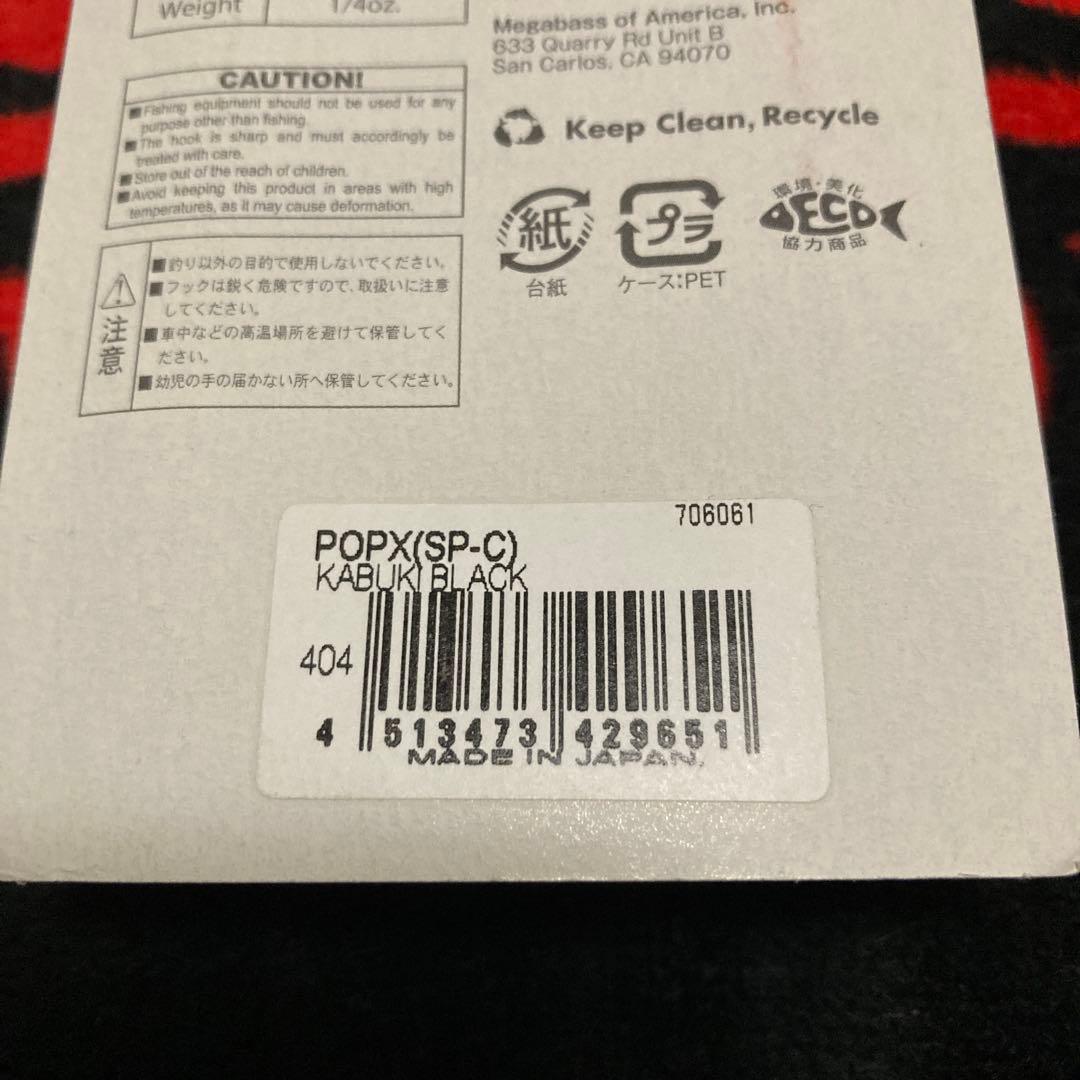 Weight 1/4oz.
Megabass of America, Inc.
633 Quarry Rd Unit B
San Carlos, CA 94070
CAUTION!
■Fishing equipment should not be used for any
purpose other than fishing.
■The hook is sharp and must accordingly be
treated with care.
■Store out of the reach of children.
■Avoid keeping this product in areas with high
temperatures, as it may cause deformation.
Keep Clean, Recycle
紙
台紙
プラ
ケース:PET
環境・美化
ECO
協力商品
注意
■釣り以外の目的で使用しないでください。
■フックは鋭く危険ですので、取扱いに注意
してください。
■車中などの高温場所を避けて保管してく
ださい。
■幼児の手の届かない所へ保管してください。
706061
POPX(SP-C)
KABUKI BLACK
404
4 513473 429651
MADE IN JAPAN.